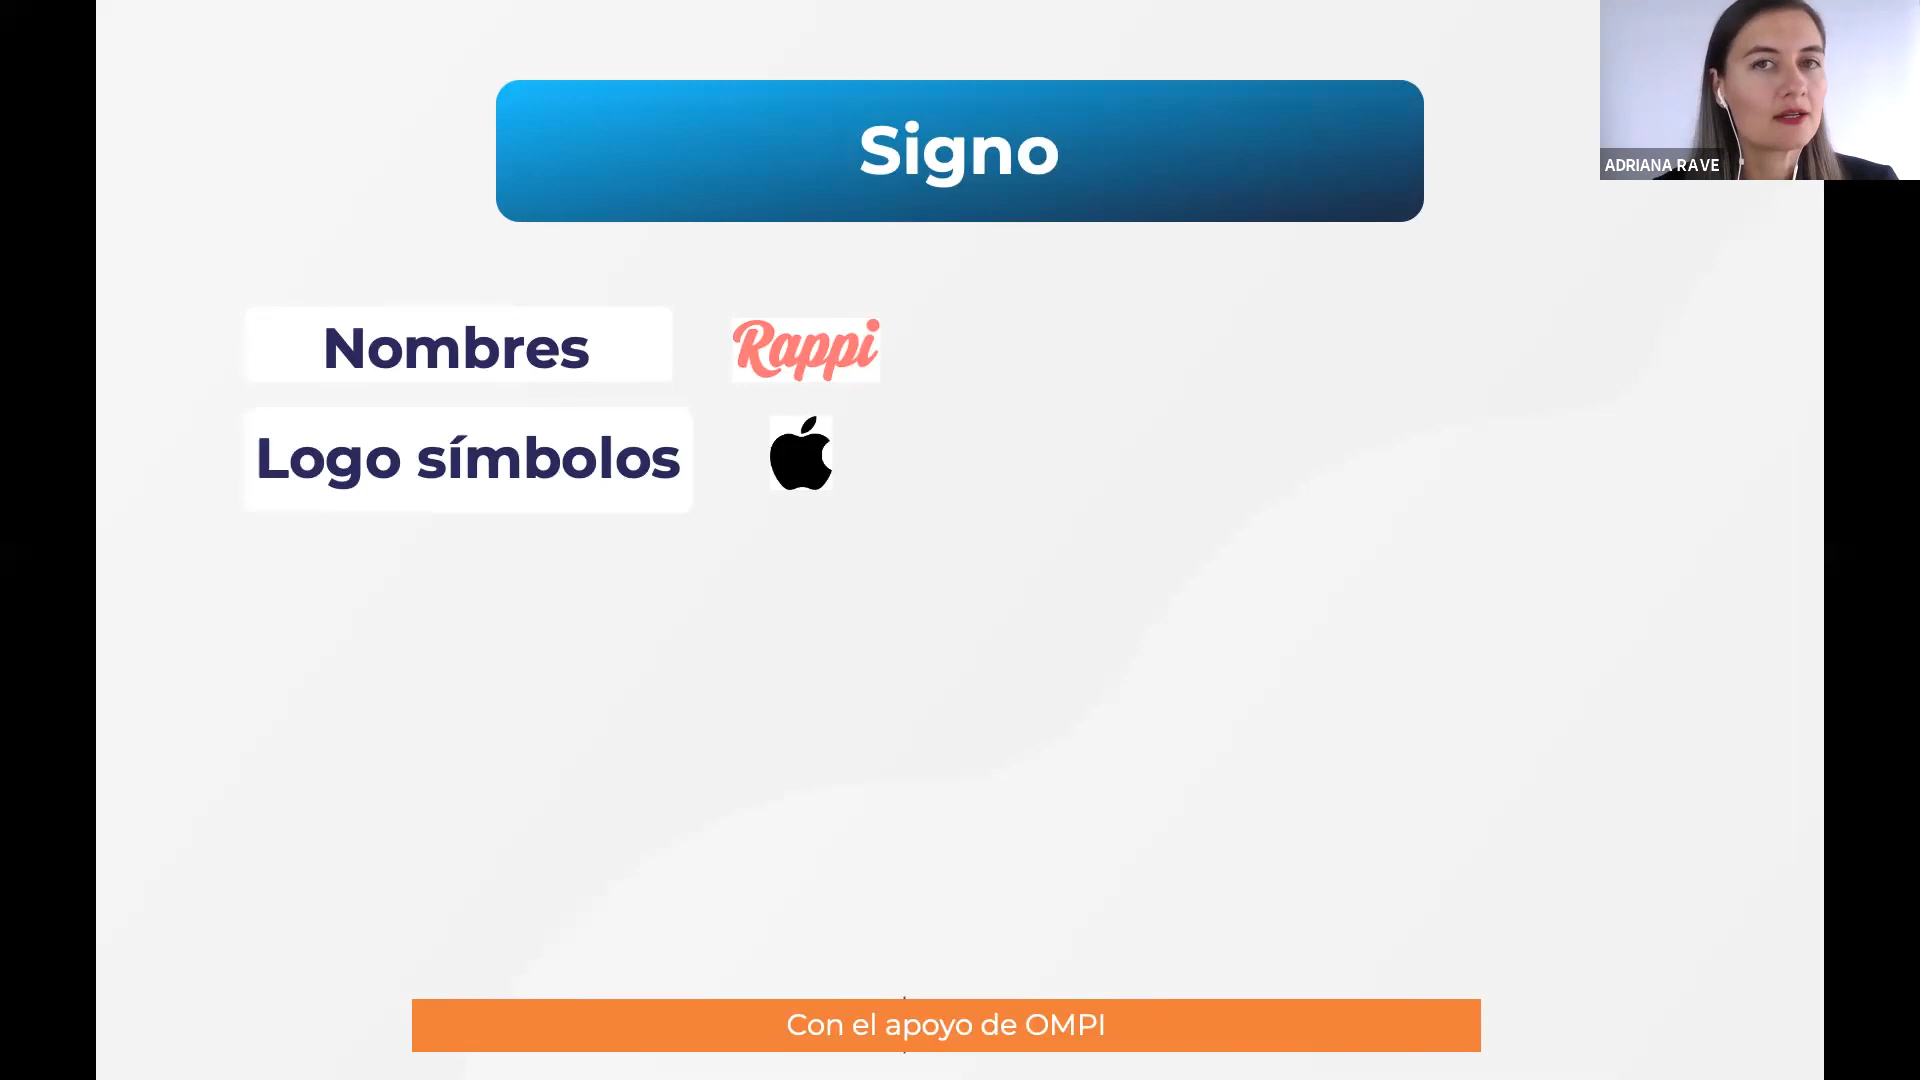 Signo
ADRIANA RAVE
Nombres
Rappi
Logo símbolos
Con el apoyo de OMPI